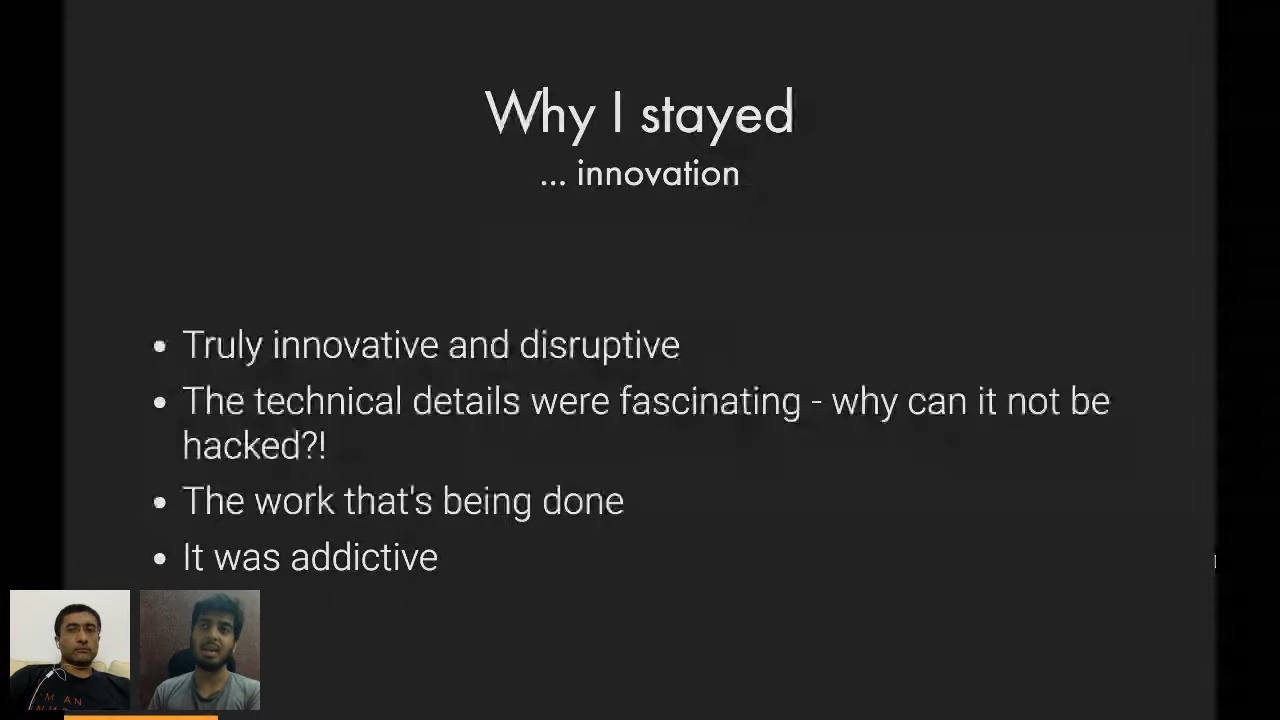 Why I stayed
... innovation
• Truly innovative and disruptive
• The technical details were fascinating - why can it not be
hacked?!
• The work that's being done
• It was addictive
M AN